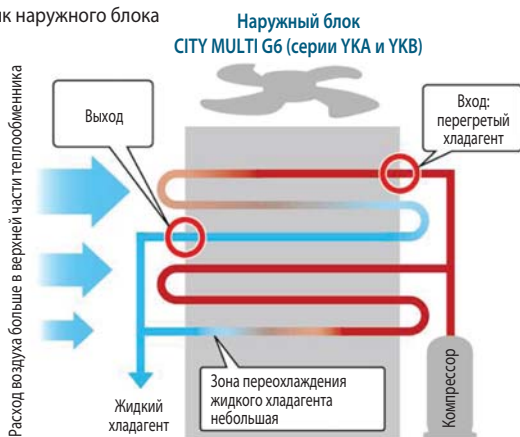 ик наружного блока
Наружный блок
CITY MULTI G6 (серии YKA и YKB)
Выход
Вход:
перегретый
хладагент
Расход воздуха больше в верхней части теплообменника
Зона переохлаждения
жидкого хладагента
небольшая
Жидкий
хладагент
Компрессор